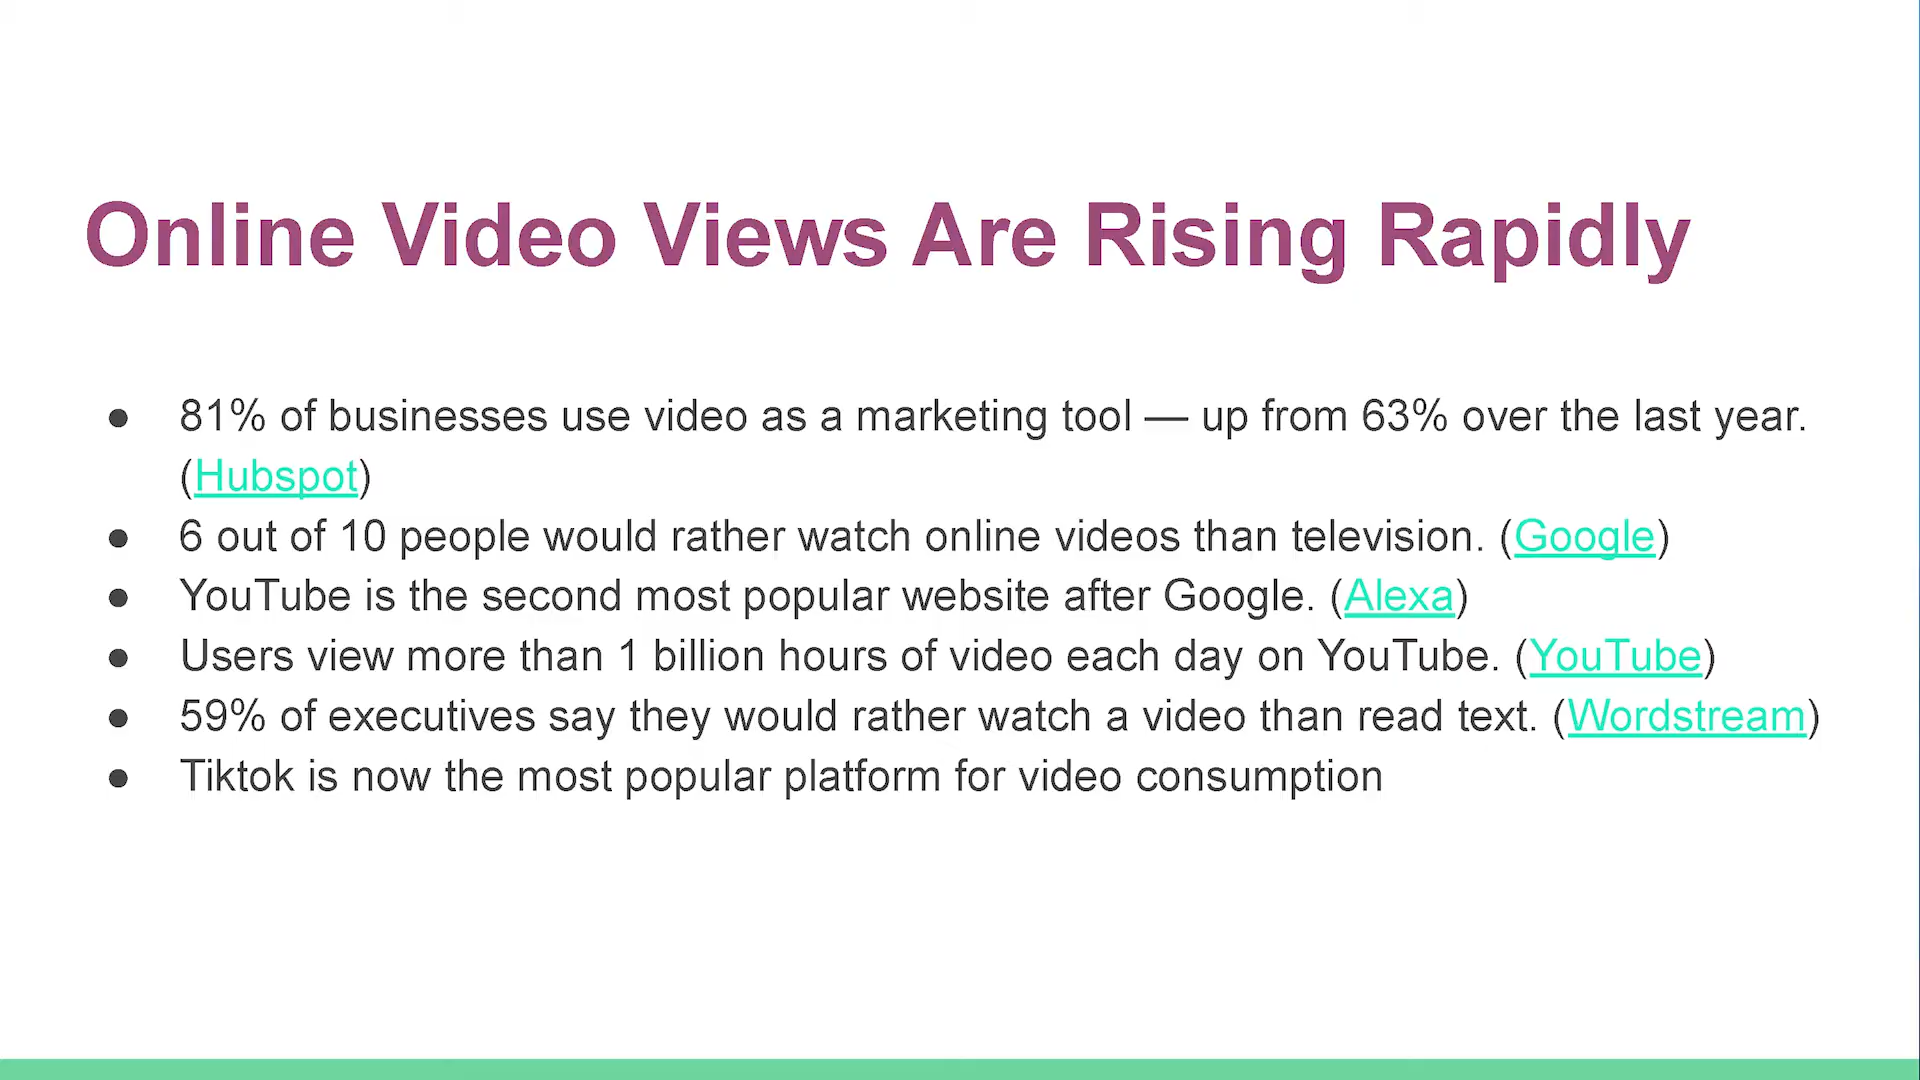 Online Video Views Are Rising Rapidly
● 81% of businesses use video as a marketing tool — up from 63% over the last year.
(Hubspot)
● 6 out of 10 people would rather watch online videos than television. (Google)
● YouTube is the second most popular website after Google. (Alexa)
● Users view more than 1 billion hours of video each day on YouTube. (YouTube)
● 59% of executives say they would rather watch a video than read text. (Wordstream)
● Tiktok is now the most popular platform for video consumption